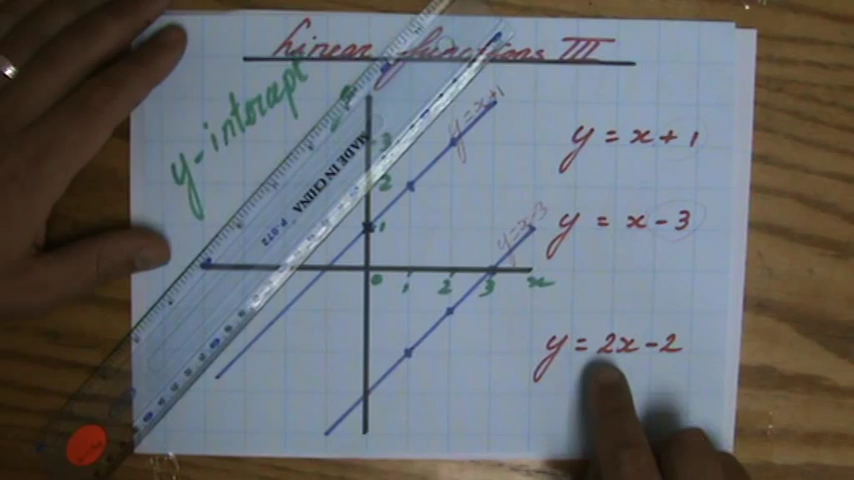 Linear functions III
y-intercept
MADE IN CHINA
y = x + 1
y = x+1
3
2
1
y = x - 3
y = x-3
0 1 2 3 x
y = 2x - 2